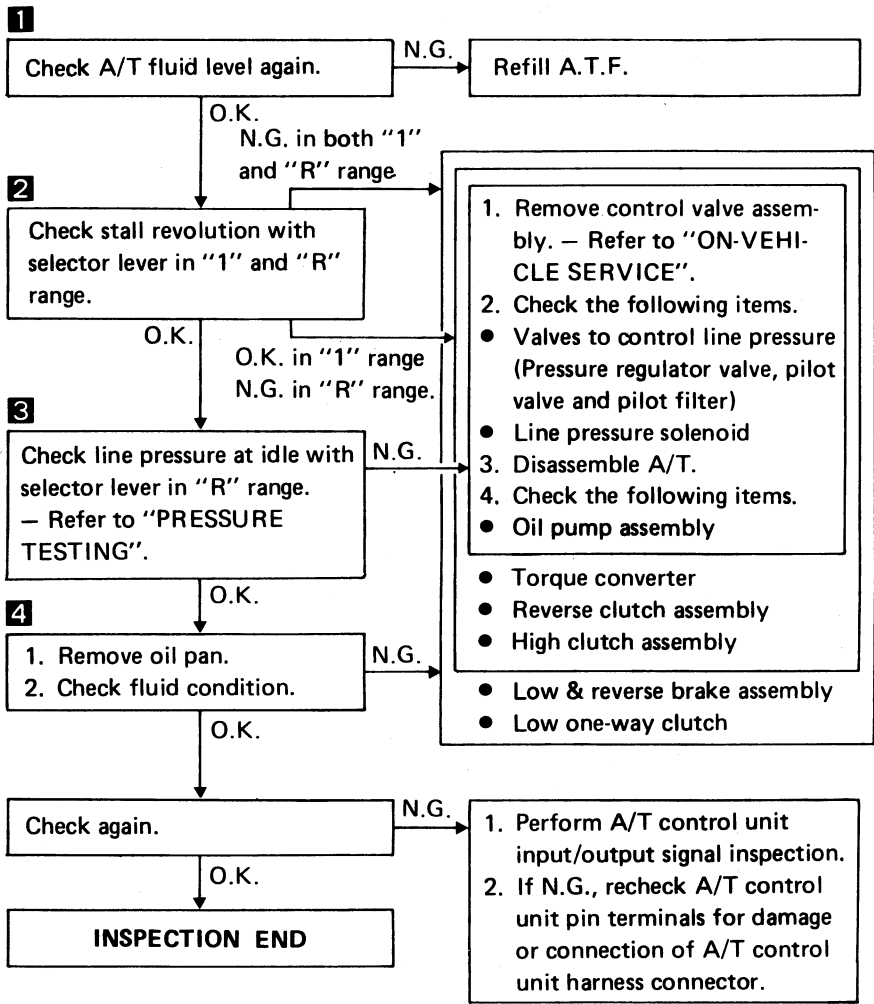 1
Check A/T fluid level again.
N.G.
Refill A.T.F.
O.K.
N.G. in both "1"
and "R" range
2
Check stall revolution with
selector lever in "1" and "R"
range.
O.K.
O.K. in "1" range
N.G. in "R" range.
3
Check line pressure at idle with
selector lever in "R" range.
— Refer to "PRESSURE
TESTING".
N.G.
O.K.
4
1. Remove oil pan.
2. Check fluid condition.
N.G.
O.K.
1. Remove control valve assem-
bly. — Refer to "ON-VEHI-
CLE SERVICE".
2. Check the following items.
● Valves to control line pressure
(Pressure regulator valve, pilot
valve and pilot filter)
● Line pressure solenoid
3. Disassemble A/T.
4. Check the following items.
● Oil pump assembly
● Torque converter
● Reverse clutch assembly
● High clutch assembly
● Low & reverse brake assembly
● Low one-way clutch
Check again.
N.G.
1. Perform A/T control unit
input/output signal inspection.
2. If N.G., recheck A/T control
unit pin terminals for damage
or connection of A/T control
unit harness connector.
O.K.
INSPECTION END